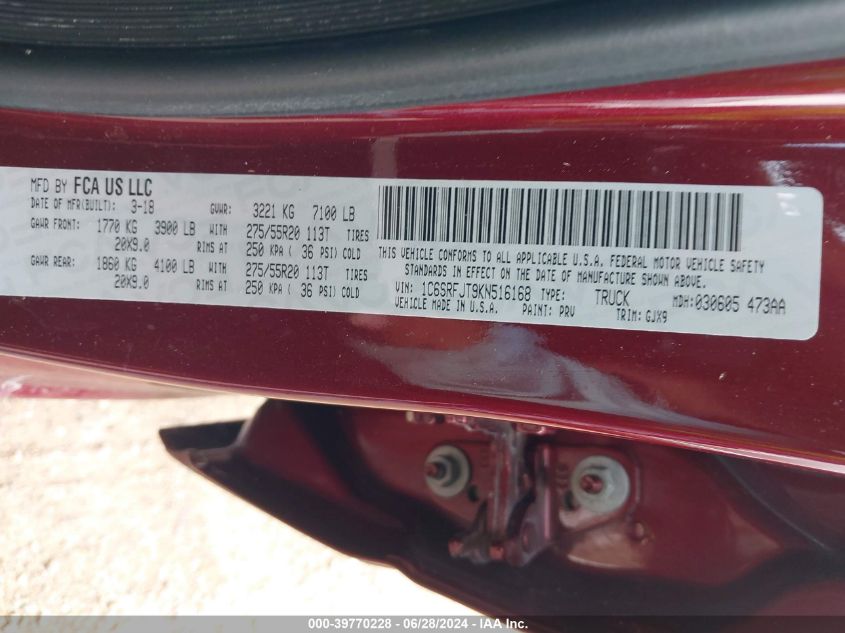 MFD BY FCA US LLC
DATE OF MFR(BUILT): 3-18 GVWR: 3221 KG 7100 LB
GAWR FRONT: 1770 KG 3900 LB WITH 275/55R20 113T TIRES
20X9.0 RIMS AT 250 KPA ( 36 PSI) COLD
GAWR REAR: 1860 KG 4100 LB WITH 275/55R20 113T TIRES
20X9.0 RIMS AT 250 KPA ( 36 PSI) COLD
THIS VEHICLE CONFORMS TO ALL APPLICABLE U.S.A. FEDERAL MOTOR VEHICLE SAFETY
STANDARDS IN EFFECT ON THE DATE OF MANUFACTURE SHOWN ABOVE.
VIN: 1C6SRFJT9KN516168 TYPE: TRUCK MDH:030605 473AA
VEHICLE MADE IN U.S.A. PAINT: PRV TRIM: GJX9
000-39770228 - 06/28/2024 - IAA Inc.